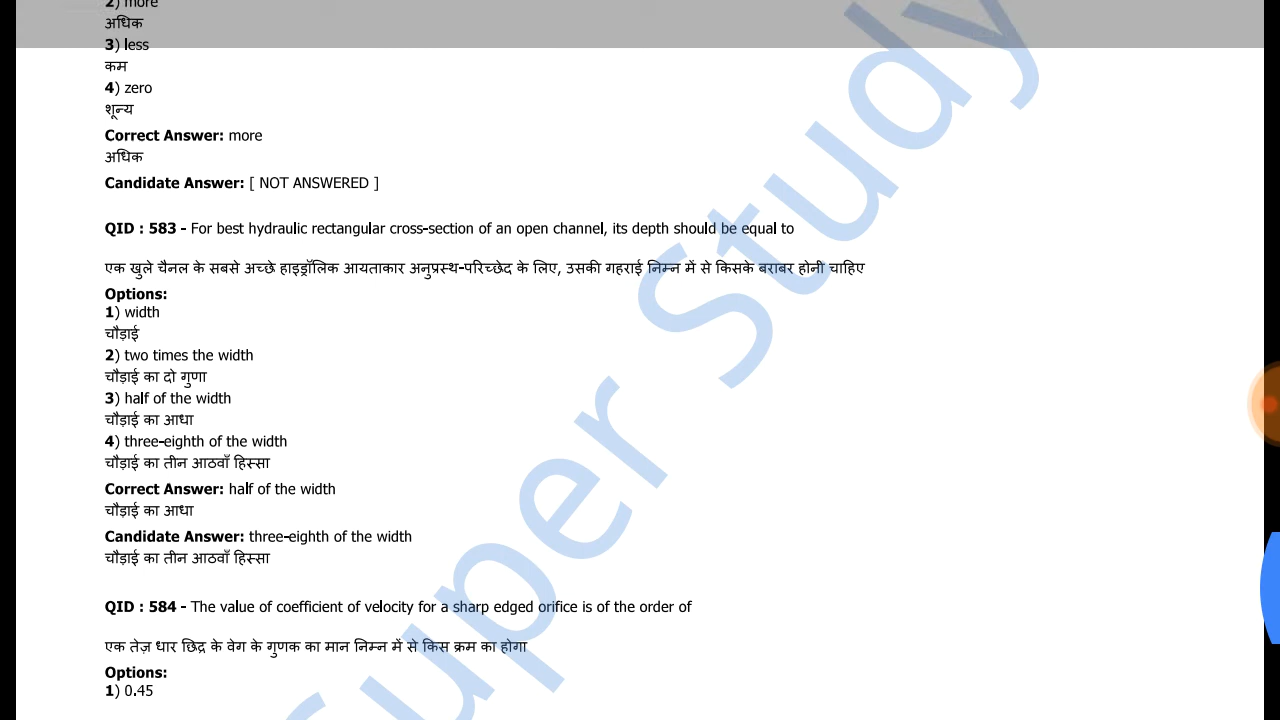 2) more
अधिक
3) less
कम
4) zero
शून्य
Correct Answer: more
अधिक
Candidate Answer: [ NOT ANSWERED ]
QID : 583 - For best hydraulic rectangular cross-section of an open channel, its depth should be equal to
एक खुले चैनल के सबसे अच्छे हाइड्रॉलिक आयताकार अनुप्रस्थ-परिच्छेद के लिए, उसकी गहराई निम्न में से किसके बराबर होनी चाहिए
Options:
1) width
चौड़ाई
2) two times the width
चौड़ाई का दो गुणा
3) half of the width
चौड़ाई का आधा
4) three-eighth of the width
चौड़ाई का तीन आठवाँ हिस्सा
Correct Answer: half of the width
चौड़ाई का आधा
Candidate Answer: three-eighth of the width
चौड़ाई का तीन आठवाँ हिस्सा
QID : 584 - The value of coefficient of velocity for a sharp edged orifice is of the order of
एक तेज़ धार छिद्र के वेग के गुणक का मान निम्न में से किस क्रम का होगा
Options:
1) 0.45
Super Study